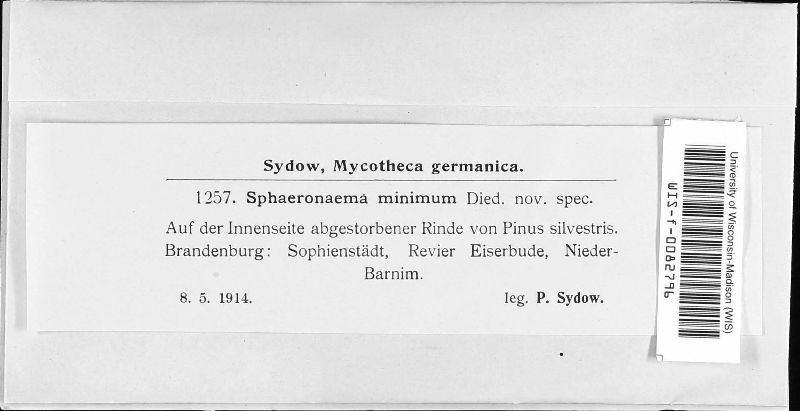 Sydow, Mycotheca germanica.
1257. Sphaeronaema minimum Died. nov. spec.
Auf der Innenseite abgestorbener Rinde von Pinus silvestris.
Brandenburg: Sophienstädt, Revier Eiserbude, Nieder-
Barnim.
8. 5. 1914. leg. P. Sydow.
University of Wisconsin-Madison (WIS)
WIS-f-0082796